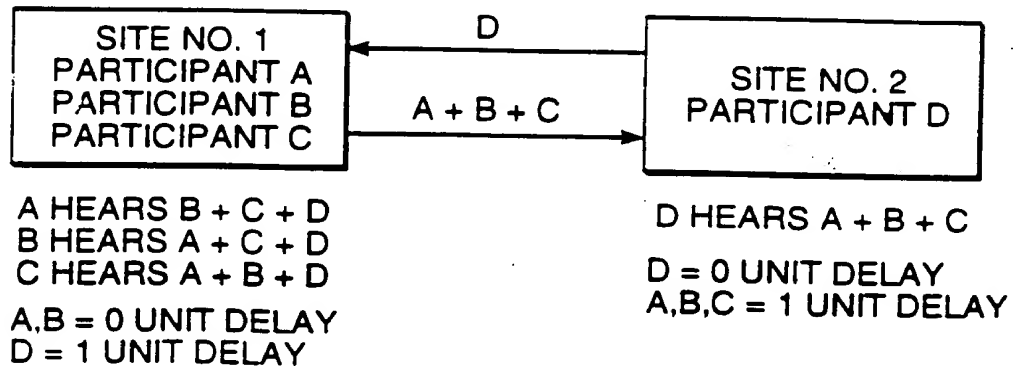 SITE NO. 1
PARTICIPANT A
PARTICIPANT B
PARTICIPANT C
D
A + B + C
SITE NO. 2
PARTICIPANT D
A HEARS B + C + D
B HEARS A + C + D
C HEARS A + B + D
A,B = 0 UNIT DELAY
D = 1 UNIT DELAY
D HEARS A + B + C
D = 0 UNIT DELAY
A,B,C = 1 UNIT DELAY